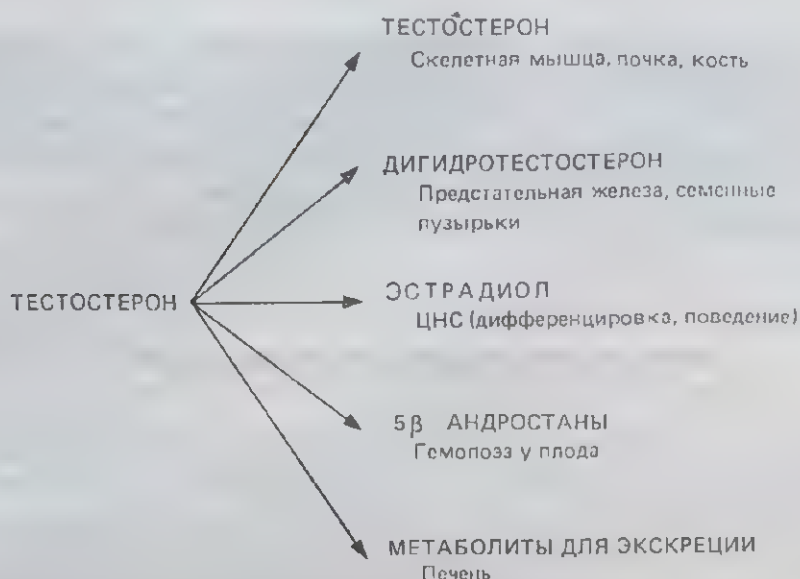 ТЕСТОСТЕРОН
Скелетная мышца, почка, кость
ДИГИДРОТЕСТОСТЕРОН
Предстательная железа, семенные
пузырьки
ТЕСТОСТЕРОН
ЭСТРАДИОЛ
ЦНС (дифференцировка, поведение)
5β АНДРОСТАНЫ
Гемопоэз у плода
МЕТАБОЛИТЫ ДЛЯ ЭКСКРЕЦИИ
Печень